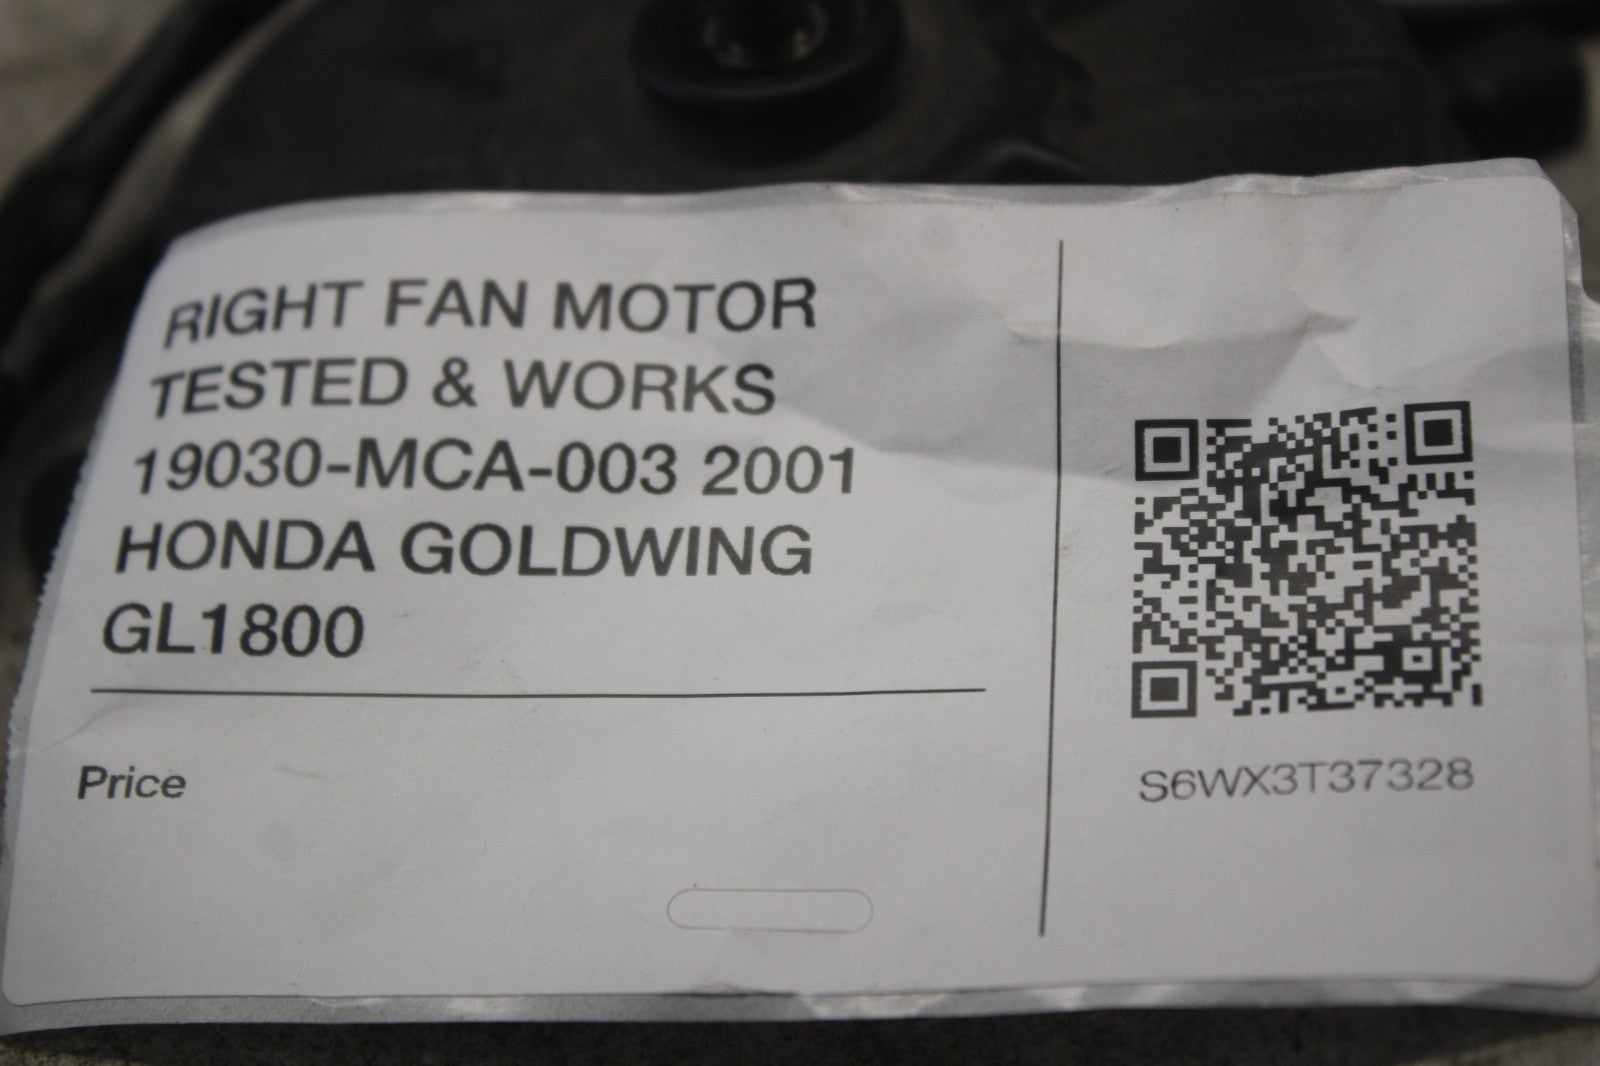 RIGHT FAN MOTOR
TESTED & WORKS
19030-MCA-003 2001
HONDA GOLDWING
GL1800
Price
S6WX3T37328